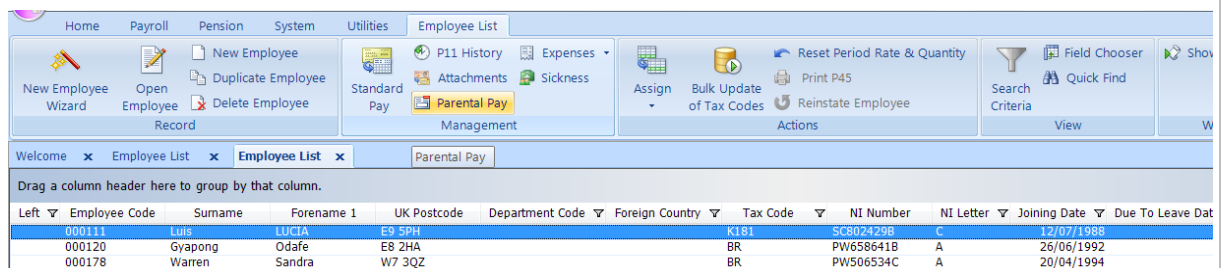 Home Payroll Pension System Utilities Employee List
New Employee Wizard
Open Employee
New Employee
Duplicate Employee
Delete Employee
Record
Standard Pay
P11 History
Attachments
Parental Pay
Expenses
Sickness
Management
Assign
Bulk Update of Tax Codes
Reset Period Rate & Quantity
Print P45
Reinstate Employee
Actions
Search Criteria
Field Chooser
Quick Find
View
Show
W
Welcome x Employee List x Employee List x Parental Pay
Drag a column header here to group by that column.
Left Employee Code Surname Forename 1 UK Postcode Department Code Foreign Country Tax Code NI Number NI Letter Joining Date Due To Leave Dat
000111 Luis LUCIA E9 5PH K181 SC802429B C 12/07/1988
000120 Gyapong Odafe E8 2HA BR PW658641B A 26/06/1992
000178 Warren Sandra W7 3QZ BR PW506534C A 20/04/1994